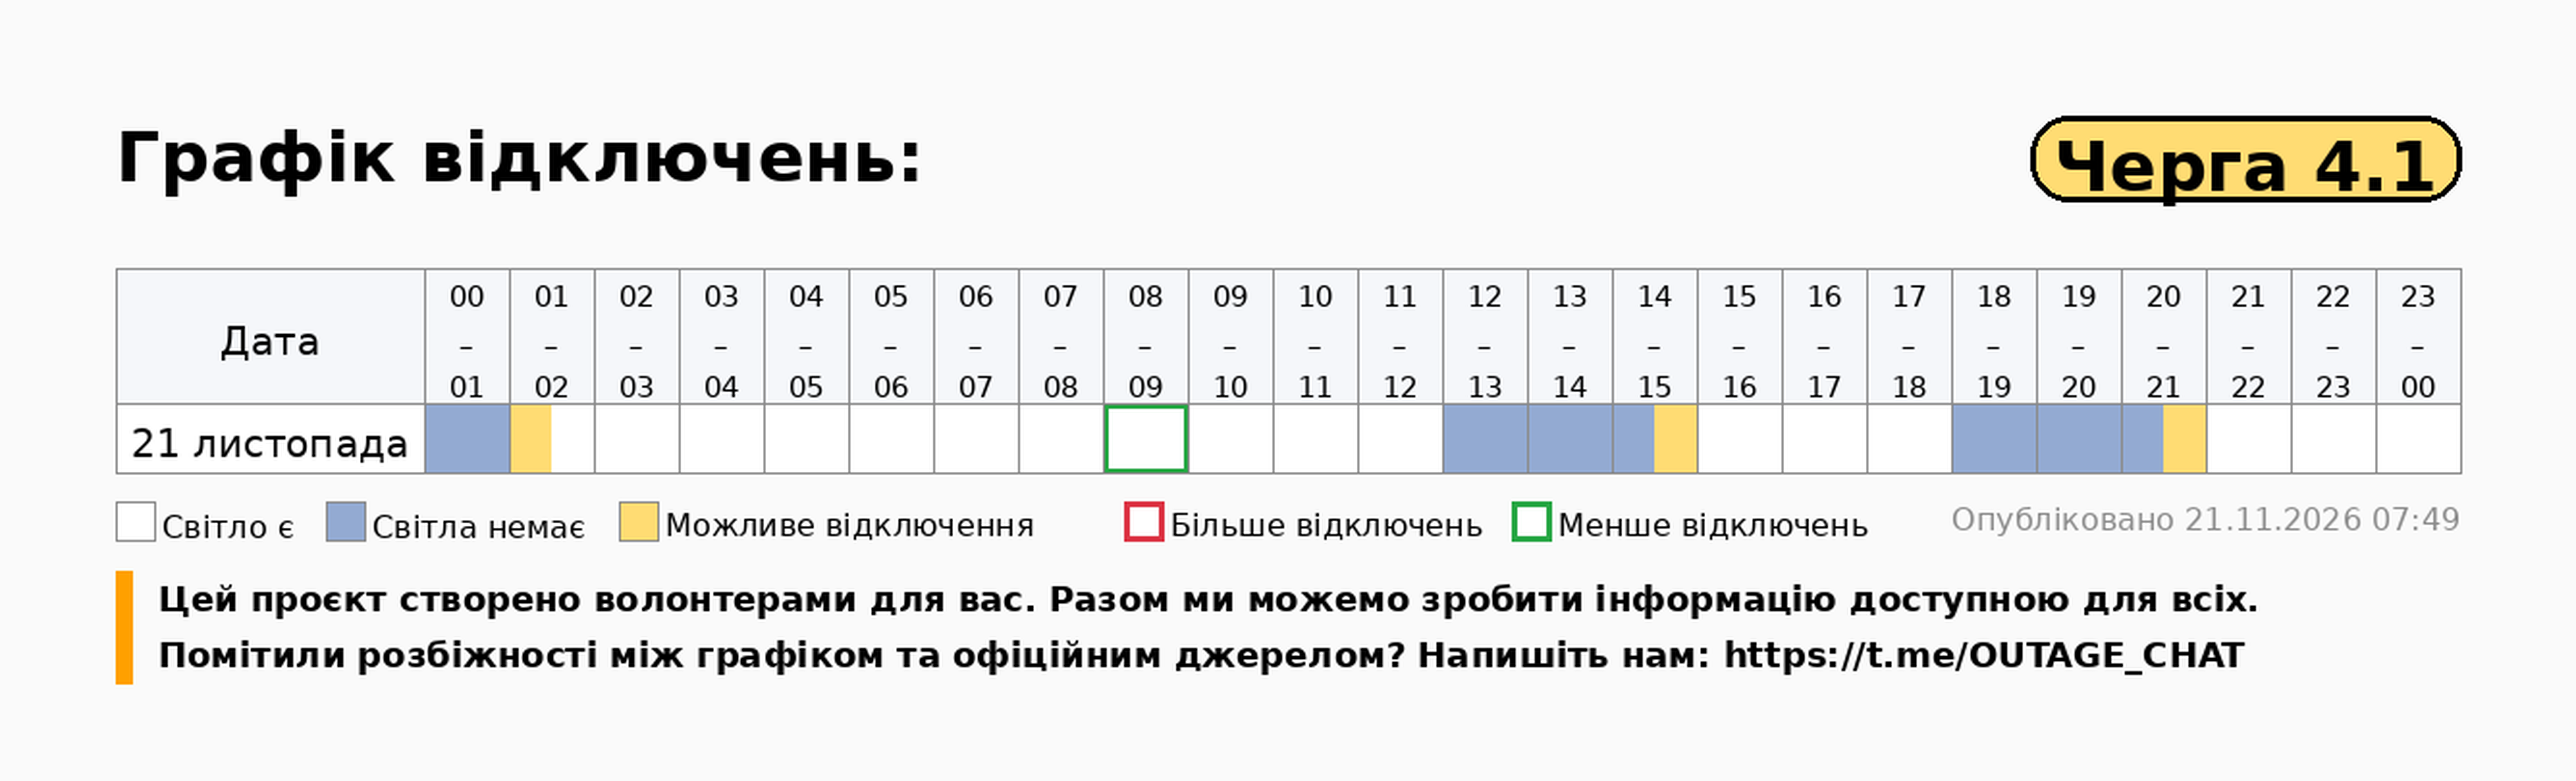 Графік відключень:
Черга 4.1
Дата
00 – 01
01 – 02
02 – 03
03 – 04
04 – 05
05 – 06
06 – 07
07 – 08
08 – 09
09 – 10
10 – 11
11 – 12
12 – 13
13 – 14
14 – 15
15 – 16
16 – 17
17 – 18
18 – 19
19 – 20
20 – 21
21 – 22
22 – 23
23 – 00
21 листопада
Світло є
Світла немає
Можливе відключення
Більше відключень
Менше відключень
Опубліковано 21.11.2026 07:49
Цей проєкт створено волонтерами для вас. Разом ми можемо зробити інформацію доступною для всіх.
Помітили розбіжності між графіком та офіційним джерелом? Напишіть нам: https://t.me/OUTAGE_CHAT